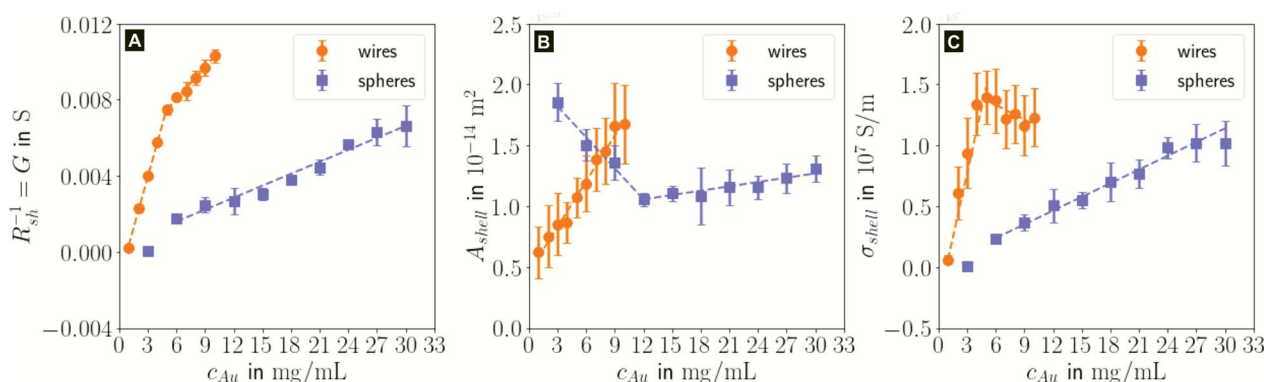 A
wires
spheres
0.012
0.008
0.004
0.000
−0.004
R_sh^-1 = G in S
0 3 6 9 12 15 18 21 24 27 30 33
c_Au in mg/mL
B
wires
spheres
2.5
2.0
1.5
1.0
0.5
0.0
A_shell in 10^-14 m^2
0 3 6 9 12 15 18 21 24 27 30 33
c_Au in mg/mL
C
wires
spheres
2.0
1.5
1.0
0.5
0.0
−0.5
σ_shell in 10^7 S/m
0 3 6 9 12 15 18 21 24 27 30 33
c_Au in mg/mL